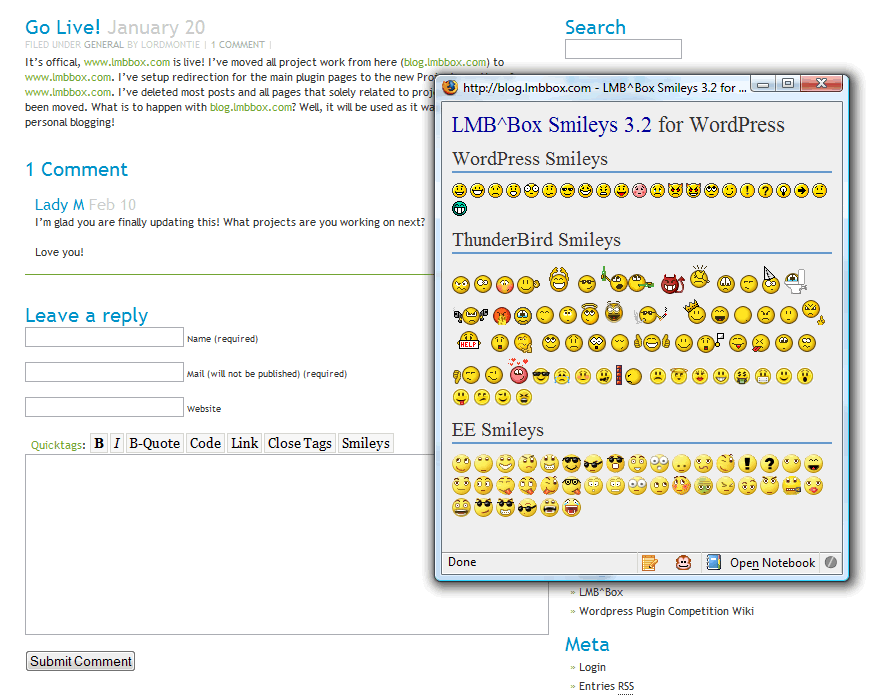 Go Live! January 20
FILED UNDER GENERAL BY LORDMONTIE | 1 COMMENT |
It's offical, www.lmbbox.com is live! I've moved all project work from here (blog.lmbbox.com) to
www.lmbbox.com. I've setup redirection for the main plugin pages to the new
www.lmbbox.com. I've deleted most posts and all pages that solely related to
been moved. What is to happen with blog.lmbbox.com? Well, it will be used as it
personal blogging!
1 Comment
Lady M Feb 10
I'm glad you are finally updating this! What projects are you working on next?
Love you!
Leave a reply
Name (required)
Mail (will not be published) (required)
Website
Quicktags: B I B-Quote Code Link Close Tags Smileys
Submit Comment
Search
http://blog.lmbbox.com - LMB^Box Smileys 3.2 for ...
LMB^Box Smileys 3.2 for WordPress
WordPress Smileys
ThunderBird Smileys
HELP
EE Smileys
Done
Open Notebook
» LMB^Box
» Wordpress Plugin Competition Wiki
Meta
» Login
» Entries RSS